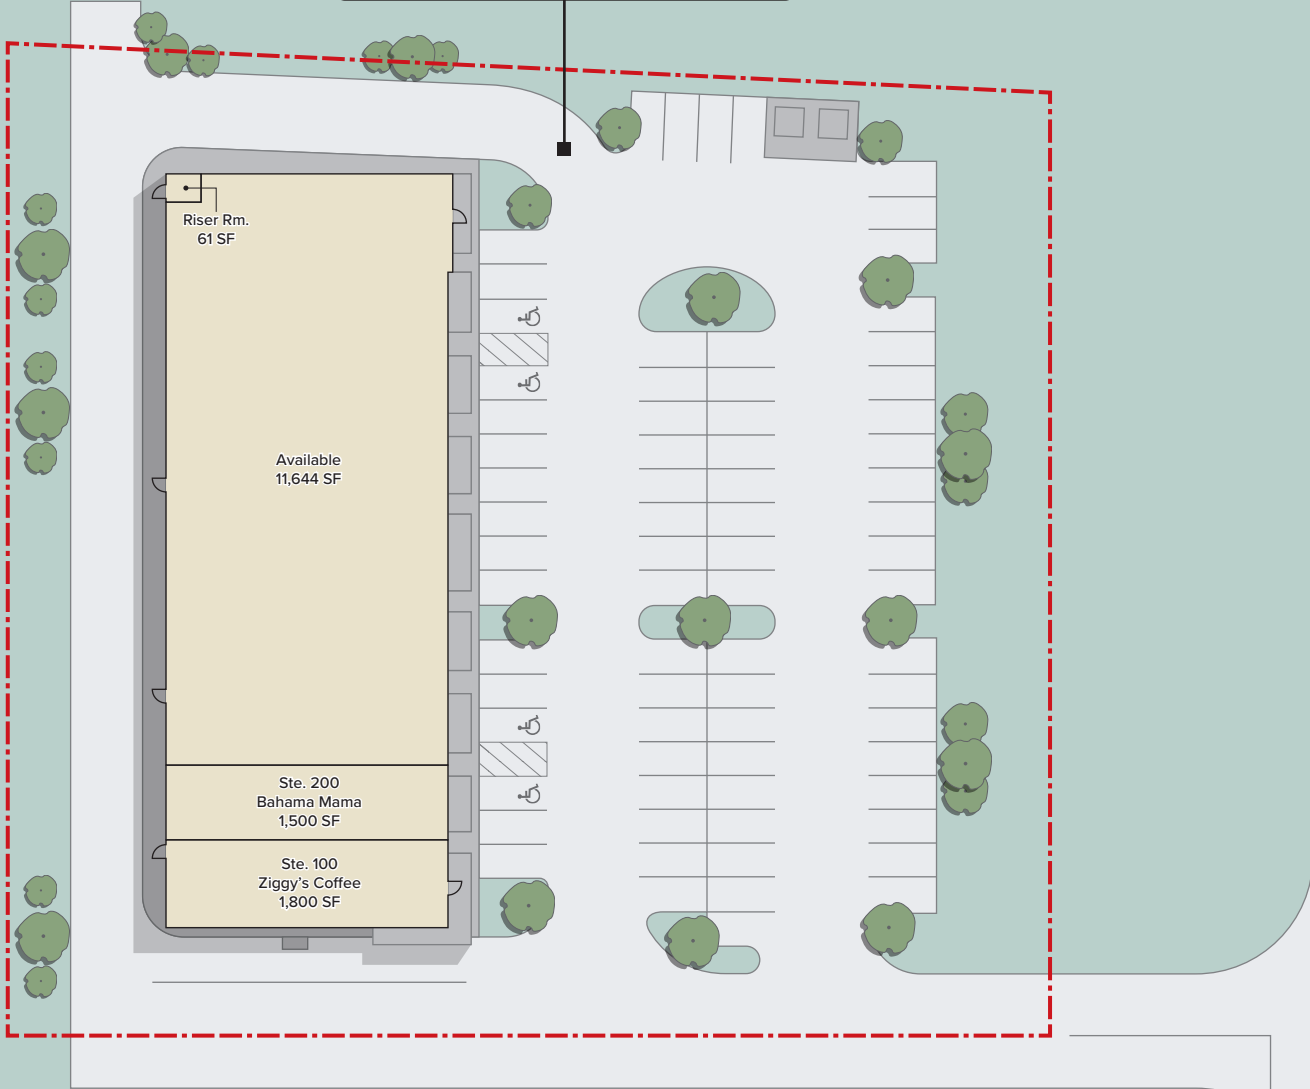 Riser Rm.
61 SF
Available
11,644 SF
Ste. 200
Bahama Mama
1,500 SF
Ste. 100
Ziggy’s Coffee
1,800 SF